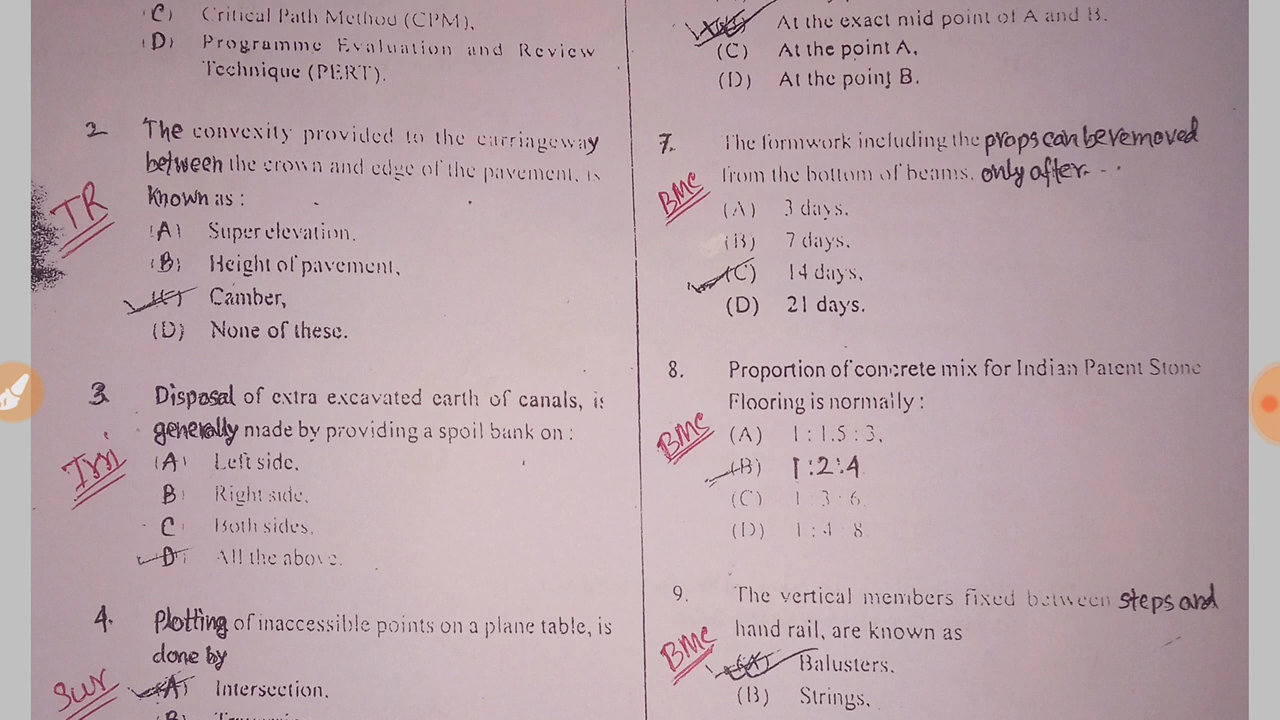 (C) Critical Path Method (CPM),
(D) Programme Evaluation and Review
Technique (PERT).
2 The convexity provided to the carriageway
between the crown and edge of the pavement, is
TR
Known as :
(A) Super elevation.
(B) Height of pavement,
(C) Camber,
(D) None of these.
3 Disposal of extra excavated earth of canals, is
generally made by providing a spoil bank on :
Irri
(A) Left side.
B Right side.
C Both sides.
D All the above.
4. Plotting of inaccessible points on a plane table, is
done by
Sur
(A) Intersection.
At the exact mid point of A and B.
(C) At the point A,
(D) At the point B.
7. The formwork including the props can be removed
BMC
from the bottom of beams, only after- - .
(A) 3 days.
(B) 7 days.
(C) 14 days,
(D) 21 days.
8. Proportion of concrete mix for Indian Patent Stone
Flooring is normally :
BMC
(A) 1 : 1.5 : 3,
(B) 1:2:4
(C) 1 : 3 : 6
(D) 1 : 4 : 8
9. The vertical members fixed between steps and
hand rail, are known as
BMC
(A) Balusters.
(B) Strings,